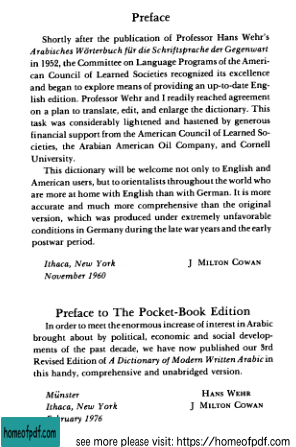 Preface
Shortly after the publication of Professor Hans Wehr's
Arabisches Wörterbuch für die Schriftsprache der Gegenwart
in 1952, the Committee on Language Programs of the Ameri-
can Council of Learned Societies recognized its excellence
and began to explore means of providing an up-to-date Eng-
lish edition. Professor Wehr and I readily reached agreement
on a plan to translate, edit, and enlarge the dictionary. This
task was considerably lightened and hastened by generous
financial support from the American Council of Learned So-
cieties, the Arabian American Oil Company, and Cornell
University.
This dictionary will be welcome not only to English and
American users, but to orientalists throughout the world who
are more at home with English than with German. It is more
accurate and much more comprehensive than the original
version, which was produced under extremely unfavorable
conditions in Germany during the late war years and the early
postwar period.
Ithaca, New York J MILTON COWAN
November 1960
Preface to The Pocket-Book Edition
In order to meet the enormous increase of interest in Arabic
brought about by political, economic and social develop-
ments of the past decade, we have now published our 3rd
Revised Edition of A Dictionary of Modern Written Arabic in
this handy, comprehensive and unabridged version.
Münster HANS WEHR
Ithaca, New York J MILTON COWAN
February 1976
homeofpdf.com
see more please visit: https://homeofpdf.com